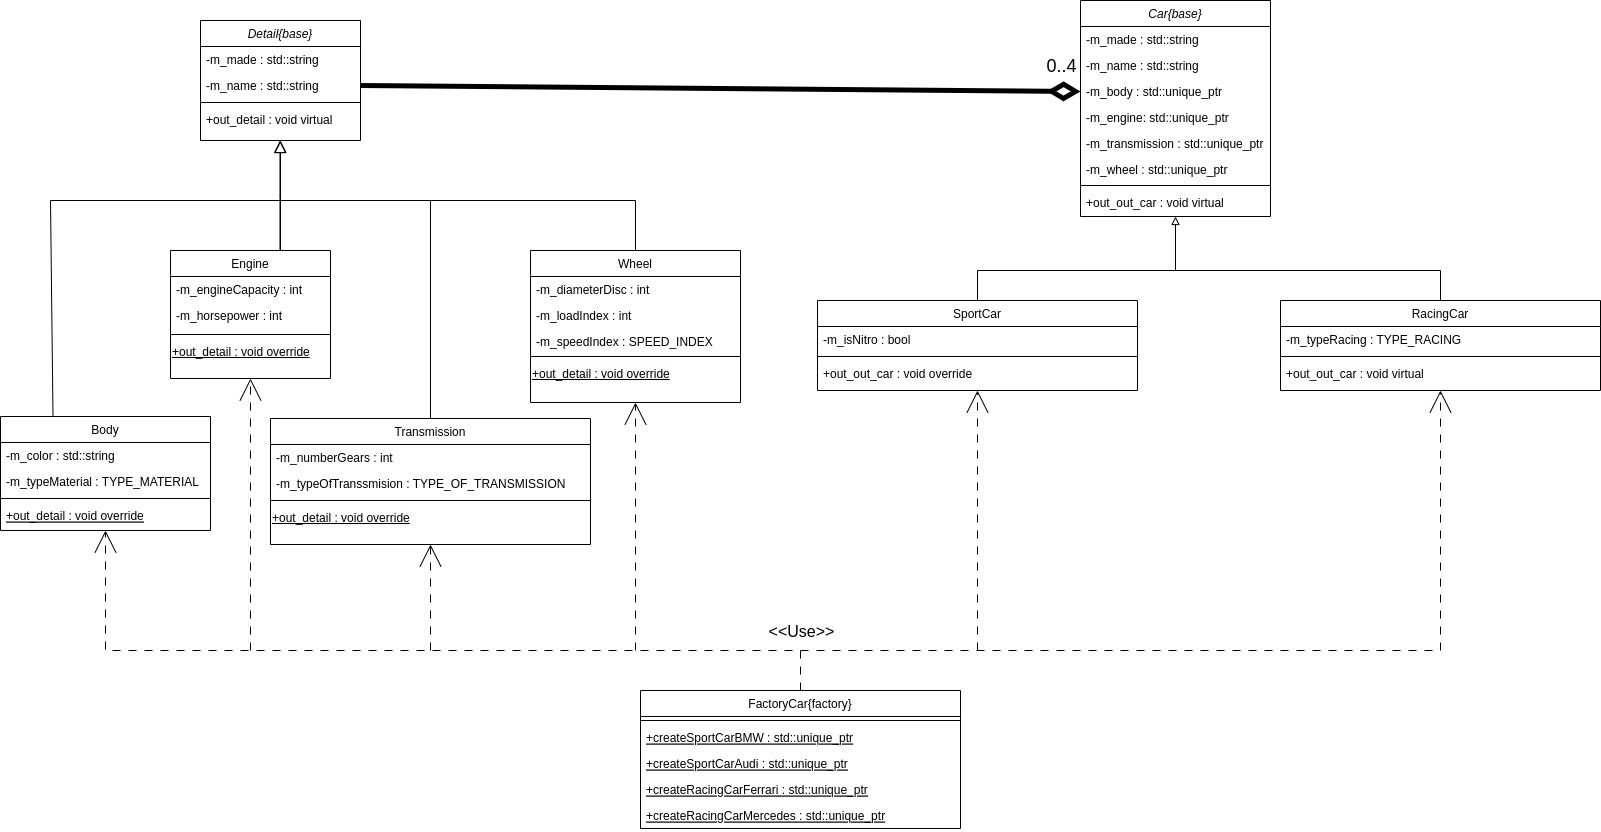 Detail{base}
-m_made : std::string
-m_name : std::string
+out_detail : void virtual
0..4
Car{base}
-m_made : std::string
-m_name : std::string
-m_body : std::unique_ptr
-m_engine: std::unique_ptr
-m_transmission : std::unique_ptr
-m_wheel : std::unique_ptr
+out_out_car : void virtual
Engine
-m_engineCapacity : int
-m_horsepower : int
+out_detail : void override
Wheel
-m_diameterDisc : int
-m_loadIndex : int
-m_speedIndex : SPEED_INDEX
+out_detail : void override
SportCar
-m_isNitro : bool
+out_out_car : void override
RacingCar
-m_typeRacing : TYPE_RACING
+out_out_car : void virtual
Body
-m_color : std::string
-m_typeMaterial : TYPE_MATERIAL
+out_detail : void override
Transmission
-m_numberGears : int
-m_typeOfTranssmision : TYPE_OF_TRANSMISSION
+out_detail : void override
<<Use>>
FactoryCar{factory}
+createSportCarBMW : std::unique_ptr
+createSportCarAudi : std::unique_ptr
+createRacingCarFerrari : std::unique_ptr
+createRacingCarMercedes : std::unique_ptr